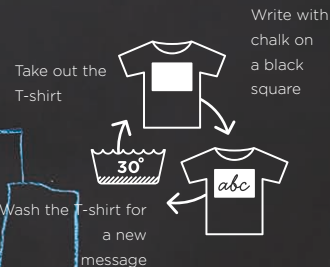 Write with
chalk on
a black
square
Take out the
T-shirt
30°
abc
Wash the T-shirt for
a new
message